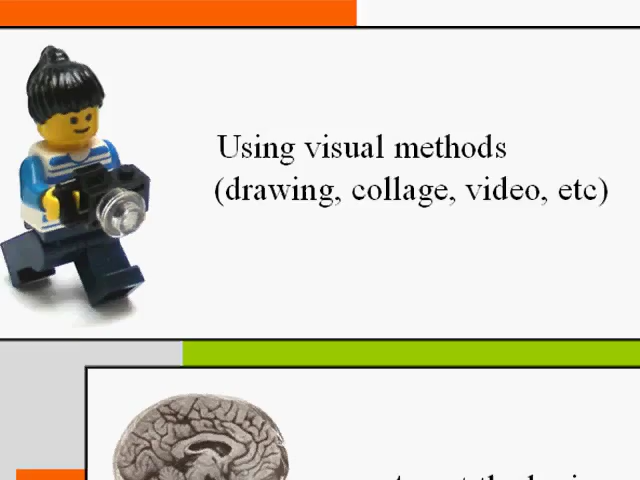 Using visual methods
(drawing, collage, video, etc)